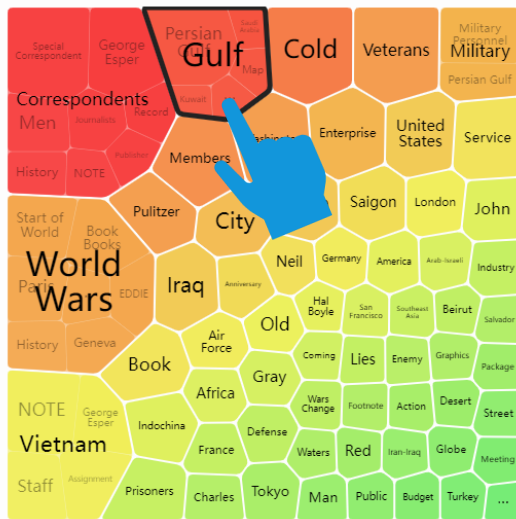 Special
Correspondent
George
Esper
Correspondents
Men
Journalists
Record
History
NOTE
Publisher
Persian
Gulf
Saudi
Arabia
Gulf
Map
Kuwait
Cold
Veterans
Military
Personnel
Military
Persian Gulf
Members
Washington
Enterprise
United
States
Service
Pulitzer
City
Saigon
London
John
Start of
World
Book
Books
World
Wars
Paris
EDDIE
History
Geneva
Iraq
Anniversary
Neil
Germany
America
Arab-Israeli
Industry
Air
Force
Old
Hal
Boyle
San
Francisco
Southeast
Asia
Beirut
Salvador
Book
Gray
Coming
Lies
Enemy
Graphics
Package
NOTE
George
Esper
Vietnam
Staff
Assignment
Indochina
Africa
Wars
Change
Footnote
Action
Desert
Street
France
Defense
Waters
Red
Iran-Iraq
Globe
Meeting
Prisoners
Charles
Tokyo
Man
Public
Budget
Turkey
...